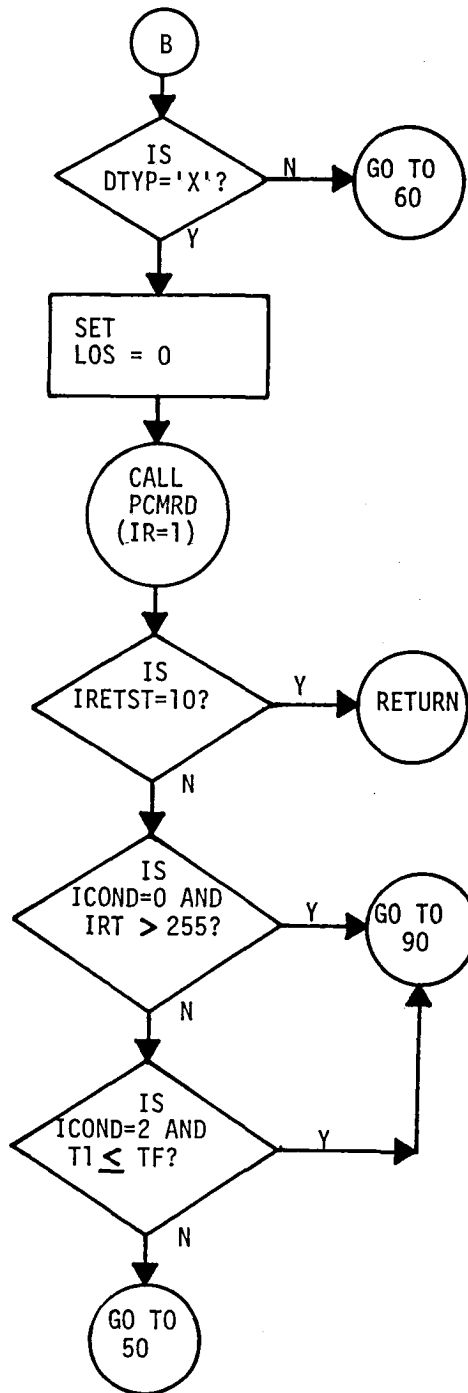 B
IS
DTYP='X'?
N
GO TO
60
Y
SET
LOS = 0
CALL
PCMRD
(IR=1)
IS
IRETST=10?
Y
RETURN
N
IS
ICOND=0 AND
IRT > 255?
Y
GO TO
90
N
IS
ICOND=2 AND
T1 ≤ TF?
Y
N
GO TO
50